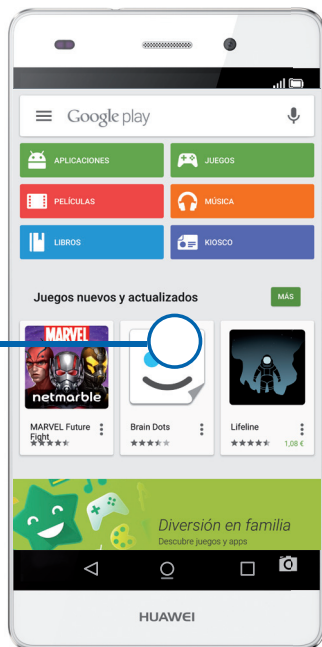 Google play
APLICACIONES
JUEGOS
PELÍCULAS
MÚSICA
LIBROS
KIOSCO
Juegos nuevos y actualizados
MÁS
MARVEL
netmarble
MARVEL Future
Fight
Brain Dots
Lifeline
1,08 €
Diversión en familia
Descubre juegos y apps
HUAWEI